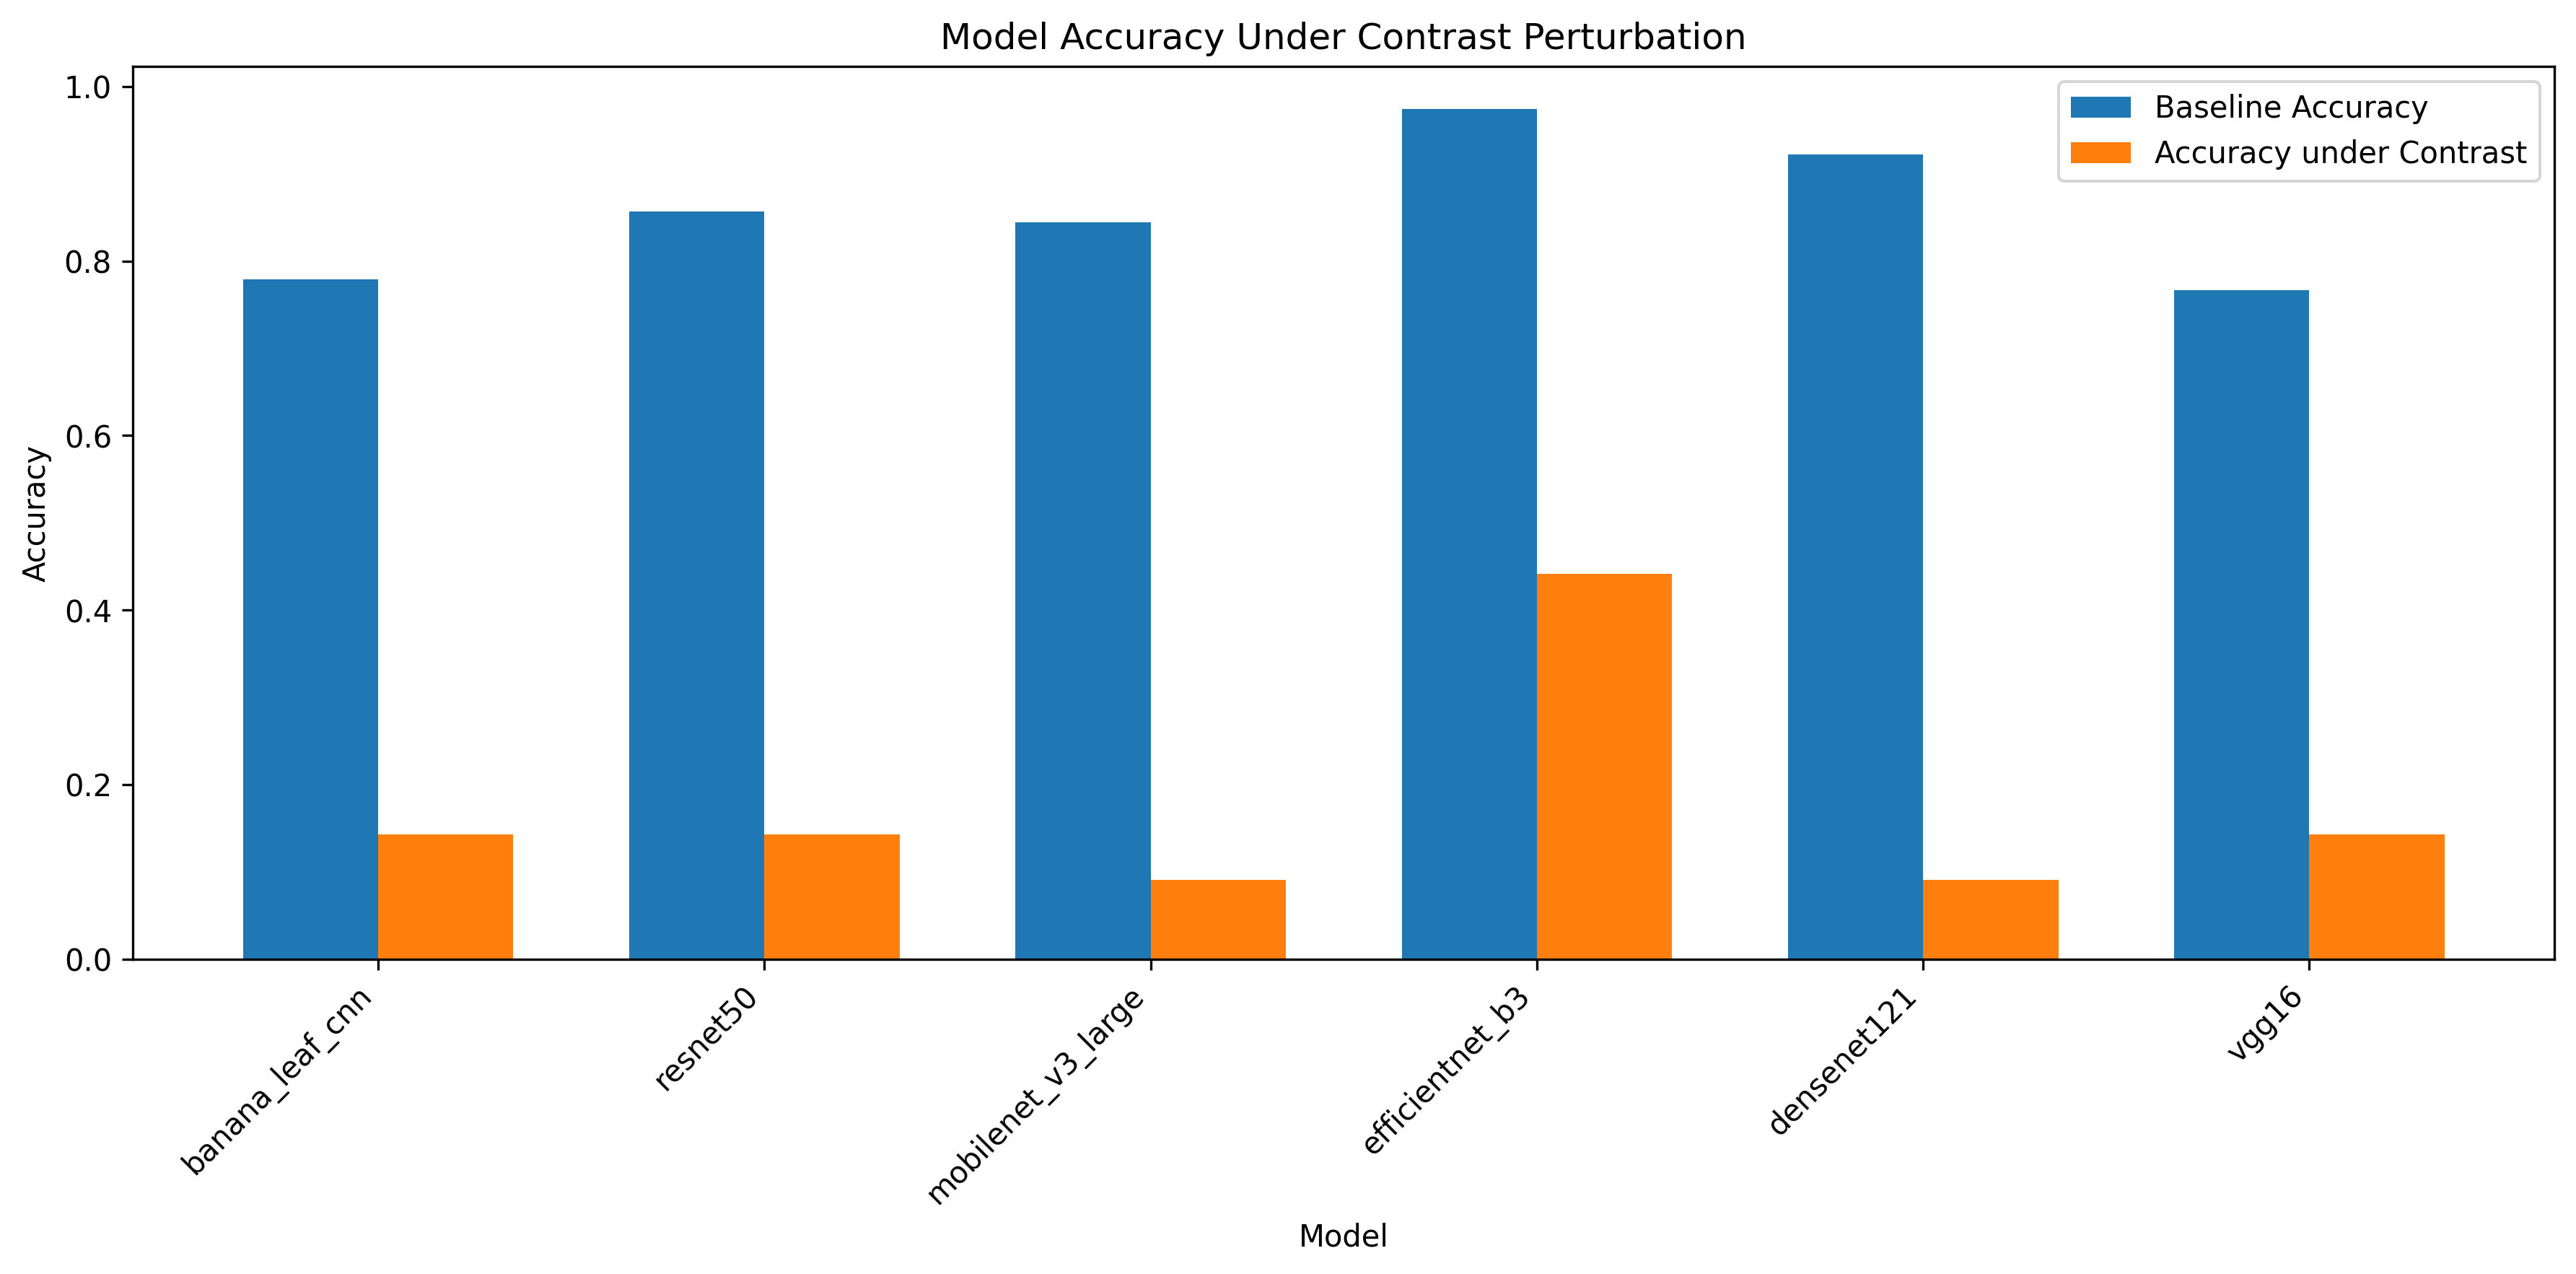 Model Accuracy Under Contrast Perturbation
Baseline Accuracy
Accuracy under Contrast
Accuracy
1.0
0.8
0.6
0.4
0.2
0.0
banana_leaf_cnn
resnet50
mobilenet_v3_large
efficientnet_b3
densenet121
vgg16
Model